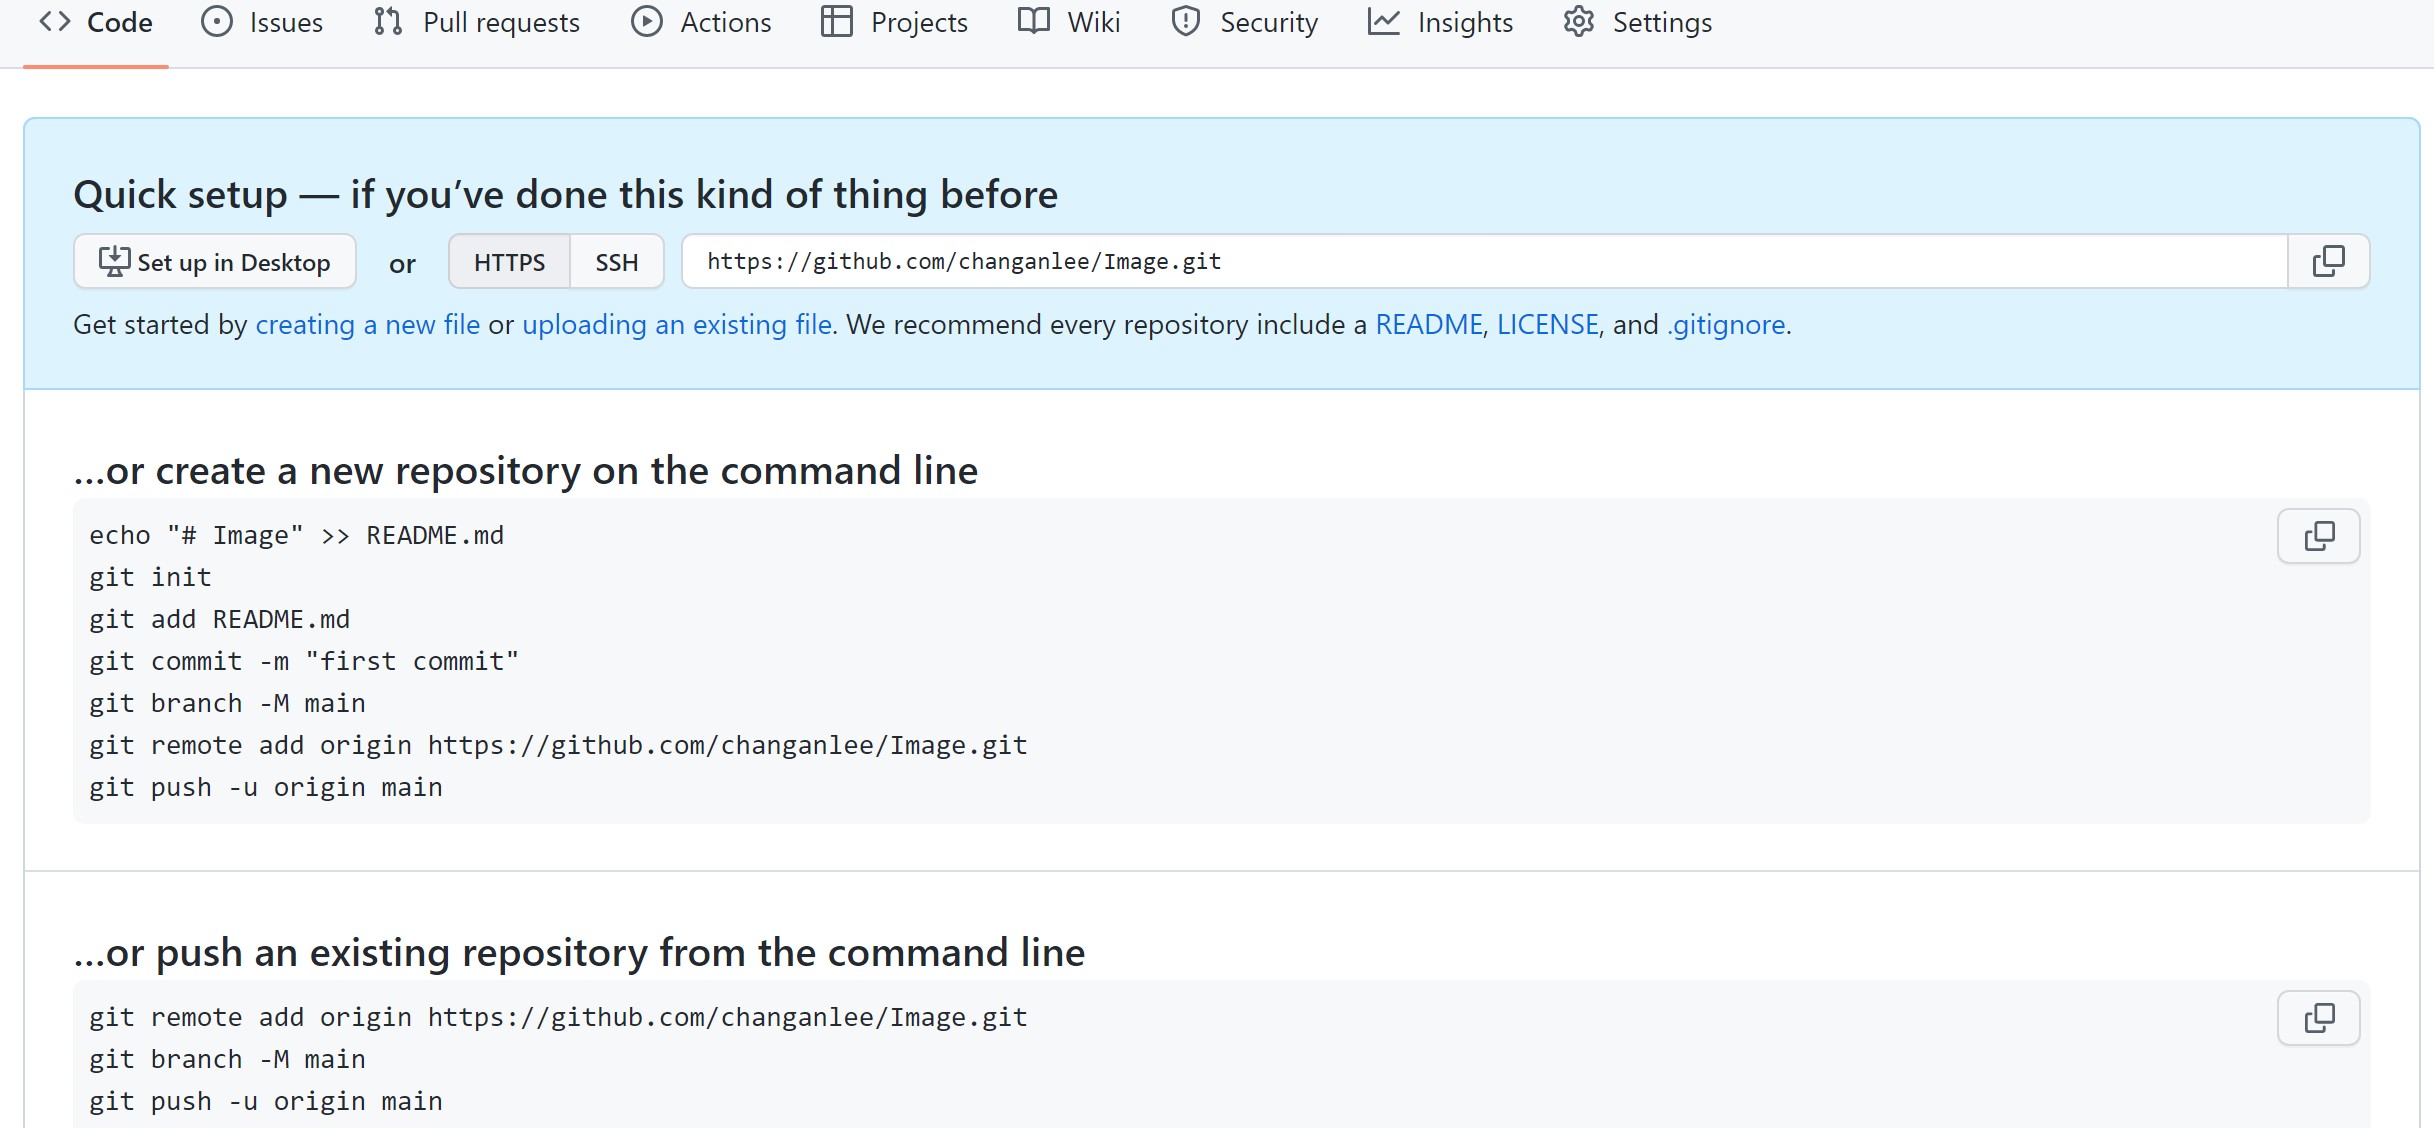 Code Issues Pull requests Actions Projects Wiki Security Insights Settings
Quick setup — if you’ve done this kind of thing before
Set up in Desktop or HTTPS SSH https://github.com/changanlee/Image.git
Get started by creating a new file or uploading an existing file. We recommend every repository include a README, LICENSE, and .gitignore.
...or create a new repository on the command line
echo "# Image" >> README.md
git init
git add README.md
git commit -m "first commit"
git branch -M main
git remote add origin https://github.com/changanlee/Image.git
git push -u origin main
...or push an existing repository from the command line
git remote add origin https://github.com/changanlee/Image.git
git branch -M main
git push -u origin main